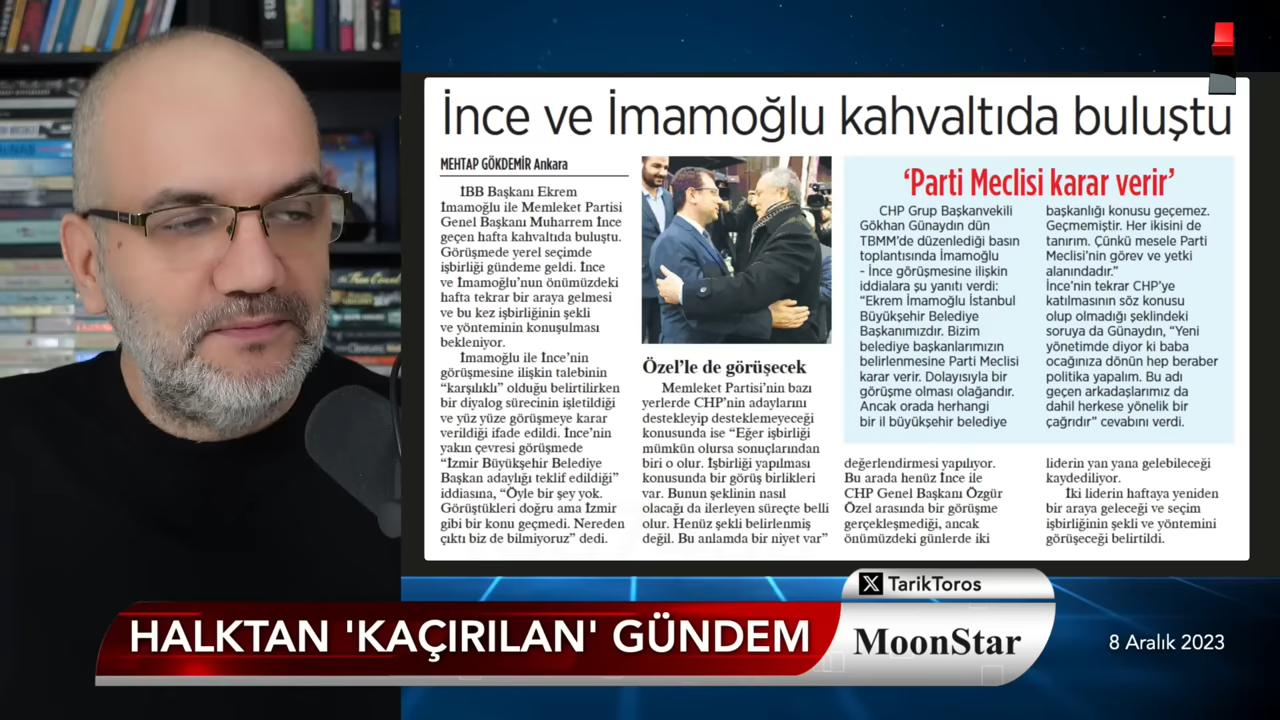 İnce ve İmamoğlu kahvaltıda buluştu
MEHTAP GÖKDEMİR Ankara
İBB Başkanı Ekrem
İmamoğlu ile Memleket Partisi
Genel Başkanı Muharrem İnce
geçen hafta kahvaltıda buluştu.
Görüşmede yerel seçimde
işbirliği gündeme geldi. İnce
ve İmamoğlu'nun önümüzdeki
hafta tekrar bir araya gelmesi
ve bu kez işbirliğinin şekli
ve yönteminin konuşulması
bekleniyor.
İmamoğlu ile İnce'nin
görüşmesine ilişkin talebinin
“karşılıklı” olduğu belirtilirken
bir diyalog sürecinin işletildiği
ve yüz yüze görüşmeye karar
verildiği ifade edildi. İnce'nin
yakın çevresi görüşmede
“İzmir Büyükşehir Belediye
Başkan adaylığı teklif edildiği”
iddiasına, “Öyle bir şey yok.
Görüştükleri doğru ama İzmir
gibi bir konu geçmedi. Nereden
çıktı biz de bilmiyoruz” dedi.
Özel'le de görüşecek
Memleket Partisi'nin bazı
yerlerde CHP'nin adaylarını
destekleyip desteklemeyeceği
konusunda ise “Eğer işbirliği
mümkün olursa sonuçlarından
biri o olur. İşbirliği yapılması
konusunda bir görüş birlikleri
var. Bunun şeklinin nasıl
olacağı da ilerleyen süreçte belli
olur. Henüz şekli belirlenmiş
değil. Bu anlamda bir niyet var”
değerlendirmesi yapılıyor.
Bu arada henüz İnce ile
CHP Genel Başkanı Özgür
Özel arasında bir görüşme
gerçekleşmediği, ancak
önümüzdeki günlerde iki
liderin yan yana gelebileceği
kaydediliyor.
İki liderin haftaya yeniden
bir araya geleceği ve seçim
işbirliğinin şekli ve yöntemini
görüşeceği belirtildi.
‘Parti Meclisi karar verir’
CHP Grup Başkanvekili
Gökhan Günaydın dün
TBMM'de düzenlediği basın
toplantısında İmamoğlu
- İnce görüşmesine ilişkin
iddialara şu yanıtı verdi:
“Ekrem İmamoğlu İstanbul
Büyükşehir Belediye
Başkanımızdır. Bizim
belediye başkanlarımızın
belirlenmesine Parti Meclisi
karar verir. Dolayısıyla bir
görüşme olması olağandır.
Ancak orada herhangi
bir il büyükşehir belediye
başkanlığı konusu geçemez.
Geçmemiştir. Her ikisini de
tanırım. Çünkü mesele Parti
Meclisi'nin görev ve yetki
alanındadır.”
İnce'nin tekrar CHP'ye
katılmasının söz konusu
olup olmadığı şeklindeki
soruya da Günaydın, “Yeni
yönetimde diyor ki baba
ocağınıza dönün hep beraber
politika yapalım. Bu adı
geçen arkadaşlarımız da
dahil herkese yönelik bir
çağrıdır” cevabını verdi.
X TarikToros
HALKTAN 'KAÇIRILAN' GÜNDEM
MoonStar
8 Aralık 2023